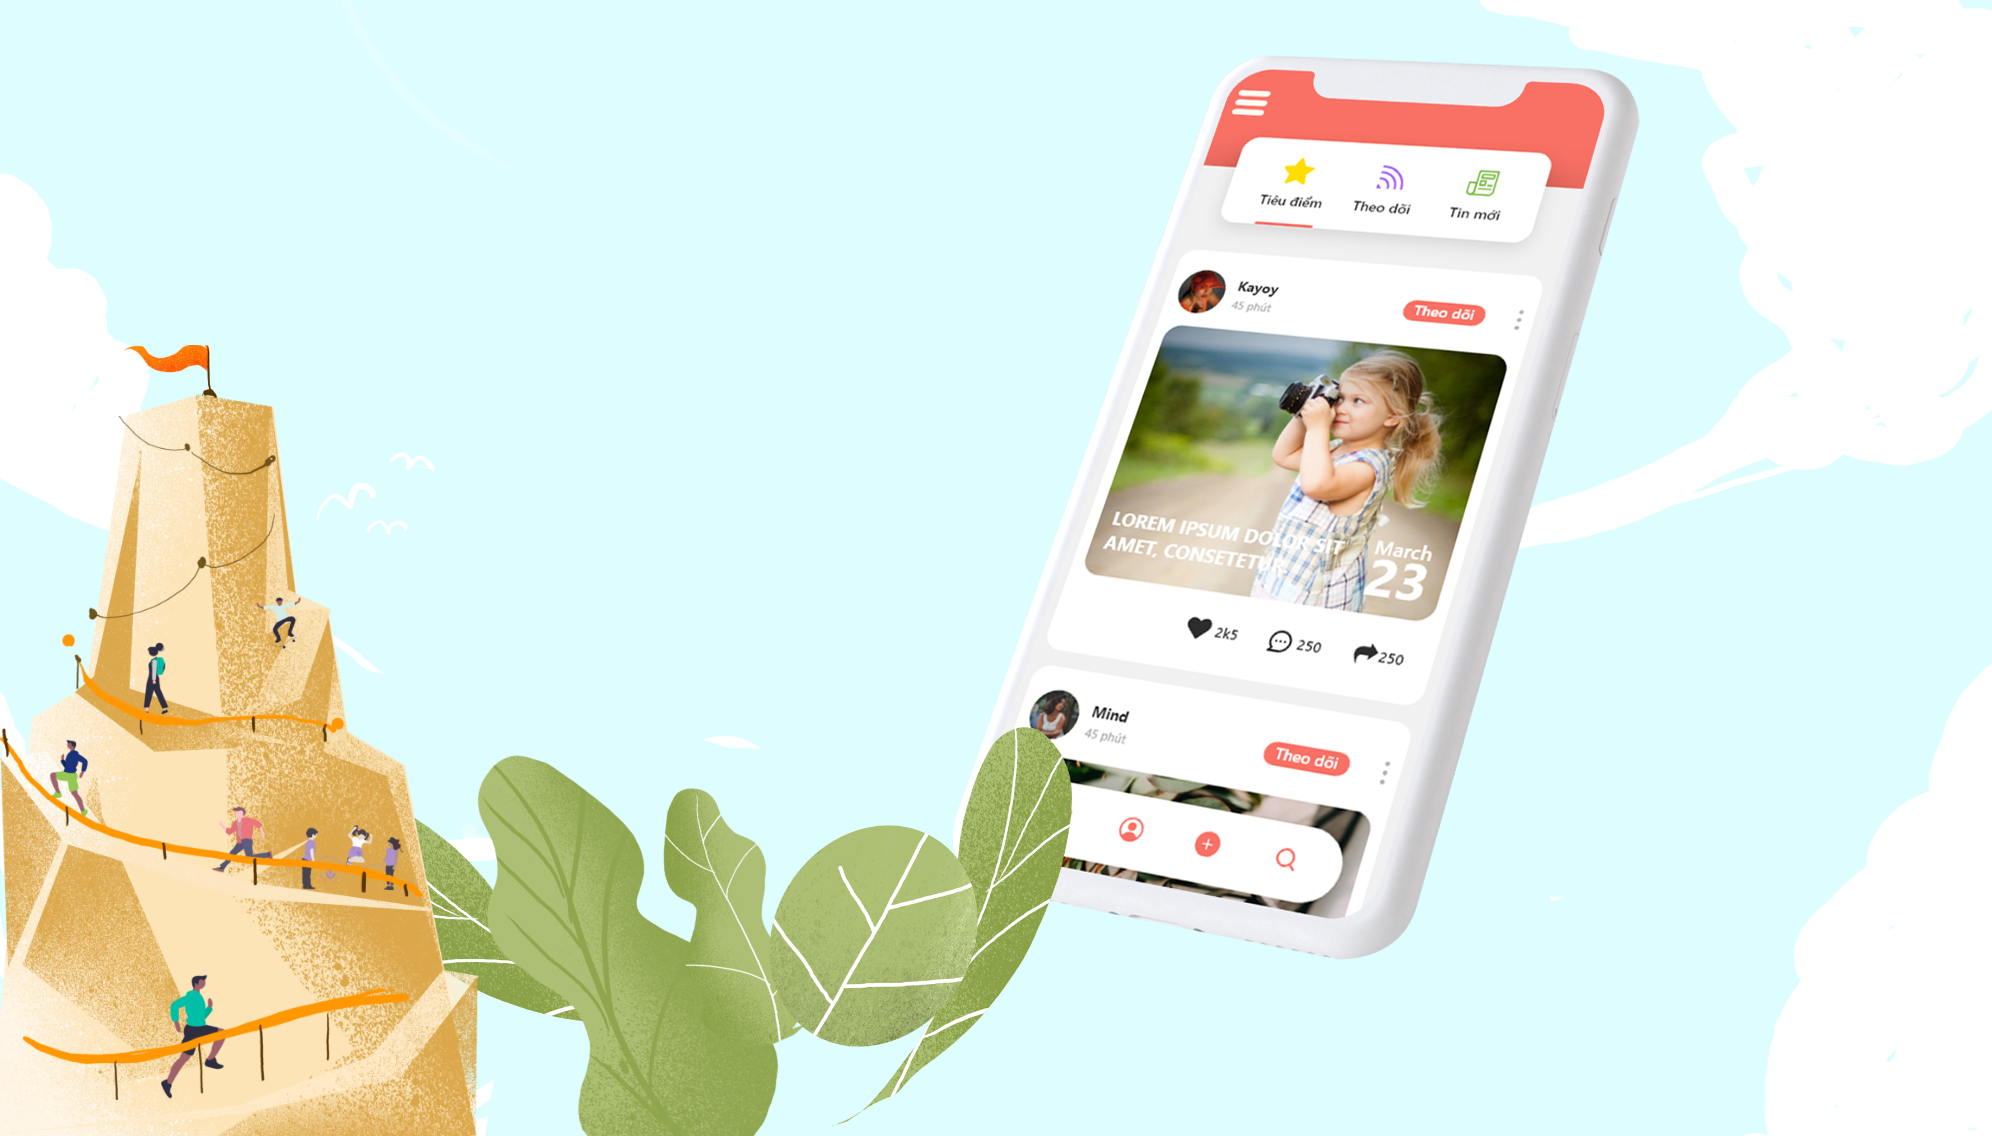 Tiêu điểm
Theo dõi
Tin mới
Kayoy
45 phút
Theo dõi
LOREM IPSUM DOLOR SIT
AMET, CONSETETUR
March
23
2k5
250
250
Mind
45 phút
Theo dõi